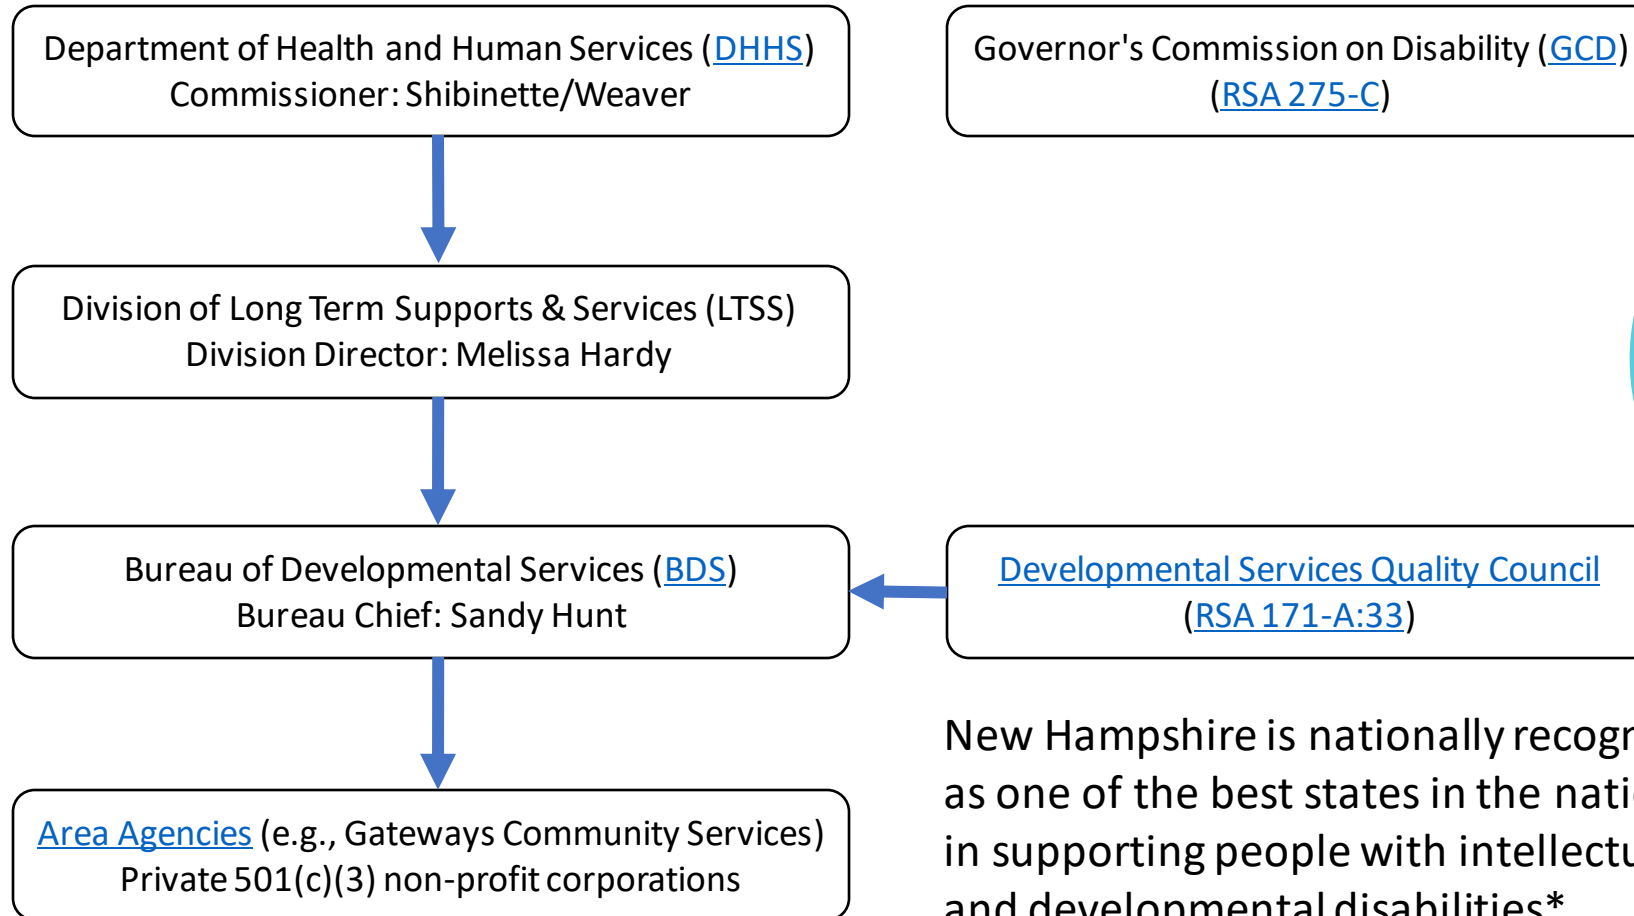 Department of Health and Human Services (DHHS)
Commissioner: Shibinette/Weaver
Governor's Commission on Disability (GCD)
(RSA 275-C)
Division of Long Term Supports & Services (LTSS)
Division Director: Melissa Hardy
Bureau of Developmental Services (BDS)
Bureau Chief: Sandy Hunt
Developmental Services Quality Council
(RSA 171-A:33)
New Hampshire is nationally
as one of the best states in the
in supporting people with
and developmental disabilities*
Area Agencies (e.g., Gateways Community Services)
Private 501(c)(3) non-profit corporations